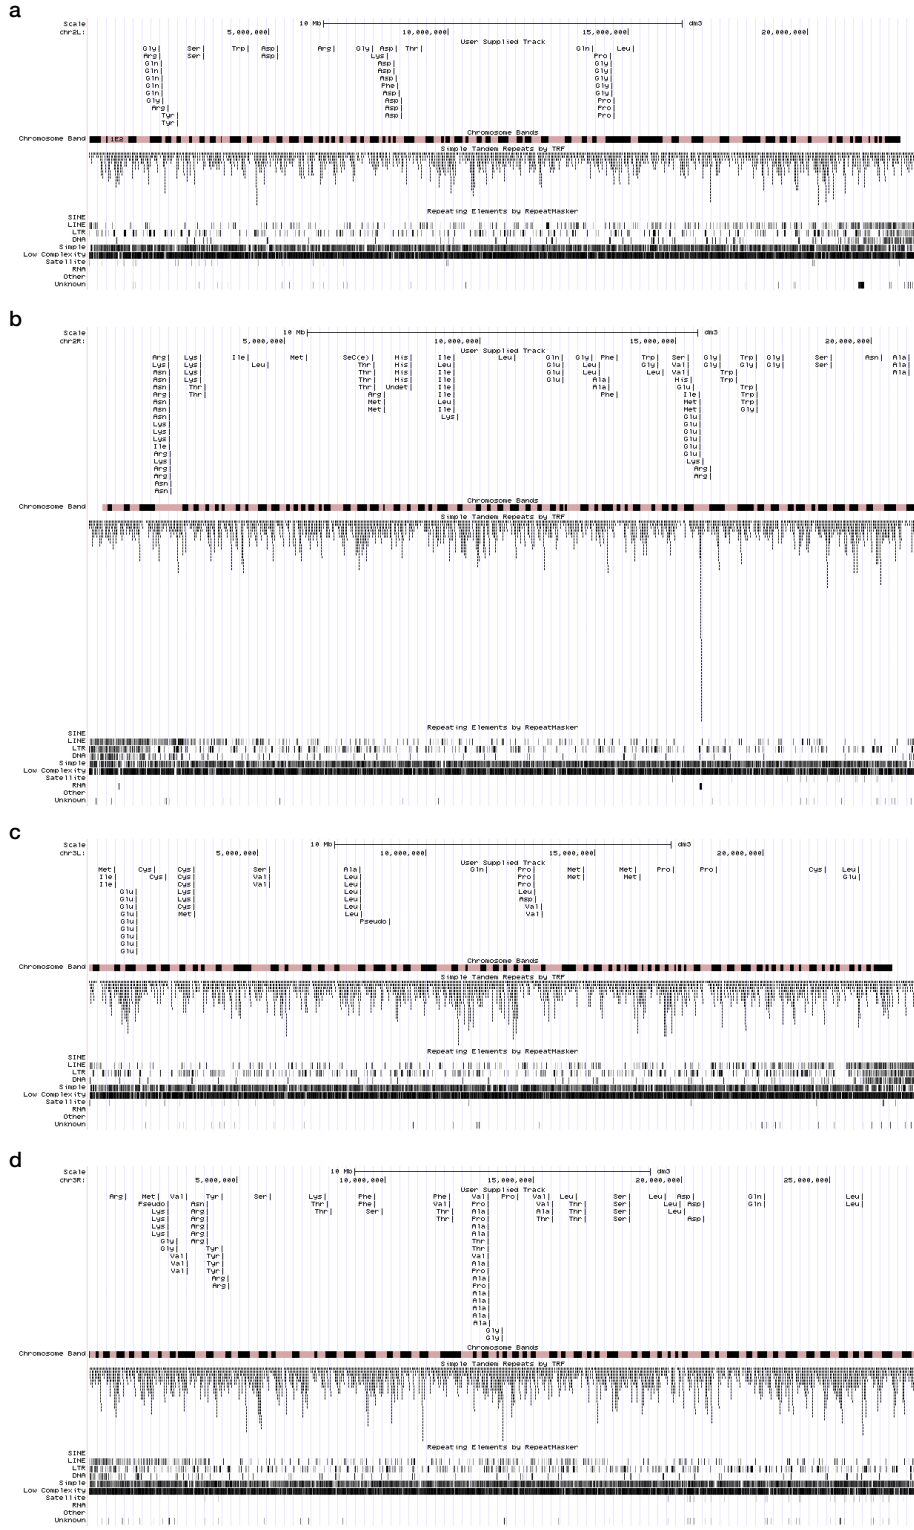 a
Scale 10 Mb dm3
chr2L: 5,000,000 10,000,000 15,000,000 20,000,000
User Supplied Track
Gly Ser Trp Asp Arg Gly Asp Thr Gln Leu
Arg Ser Asp Lys Pro
Gln Asp Gly
Gln Asp Gly
Gln Phe Gly
Gln Asp Gly
Gly Asp Pro
Arg Asp Pro
Tyr Asp Pro
Tyr
Chromosome Bands
Chromosome Band 1E2
Simple Tandem Repeats by TRF
Repeating Elements by RepeatMasker
SINE
LINE
LTR
DNA
Simple
Low Complexity
Satellite
RNA
Other
Unknown
b
Scale 10 Mb dm3
chr2R: 5,000,000 10,000,000 15,000,000 20,000,000
User Supplied Track
Arg Lys Ile Met SeC(e) His Ile Leu Gln Gly Phe Trp Ser Gly Trp Gly Ser Asn Ala
Lys Lys Leu Thr His Leu Glu Leu Gly Val Gly Gly Gly Ser Ala
Asn Lys Thr His Ile Glu Leu Leu Val Trp Ala
Asn Lys Thr His Ile Glu Ala His Trp
Asn Thr Thr Undet Ile Ala Glu Trp
Arg Thr Arg Ile Phe Ile Trp
Asn Met Leu Met Trp
Asn Met Ile Met Gly
Asn Lys Glu
Lys Glu
Lys Glu
Lys Glu
Ile Glu
Arg Glu
Lys Lys
Arg Arg
Arg Arg
Asn
Asn
Chromosome Bands
Chromosome Band
Simple Tandem Repeats by TRF
Repeating Elements by RepeatMasker
SINE
LINE
LTR
DNA
Simple
Low Complexity
Satellite
RNA
Other
Unknown
c
Scale 10 Mb dm3
chr3L: 5,000,000 10,000,000 15,000,000 20,000,000
User Supplied Track
Met Cys Cys Ser Ala Gln Pro Met Met Pro Pro Cys Leu
Ile Cys Cys Val Leu Pro Met Met Glu
Ile Cys Val Leu Pro
Glu Lys Leu Leu
Glu Lys Leu Asp
Glu Cys Leu Val
Glu Met Leu Val
Glu Pseudo
Glu
Glu
Glu
Glu
Chromosome Bands
Chromosome Band
Simple Tandem Repeats by TRF
Repeating Elements by RepeatMasker
SINE
LINE
LTR
DNA
Simple
Low Complexity
Satellite
RNA
Other
Unknown
d
Scale 10 Mb dm3
chr3R: 5,000,000 10,000,000 15,000,000 20,000,000 25,000,000
User Supplied Track
Arg Met Val Tyr Ser Lys Phe Phe Val Pro Val Leu Ser Leu Asp Gln Leu
Pseudo Asn Thr Phe Val Pro Ala Thr Ser Leu Asp Gln Leu
Lys Arg Thr Ser Thr Ala Ala Thr Ser Leu
Lys Arg Thr Ala Thr Thr Ser Asp
Lys Arg Ala
Lys Arg Ala
Gly Arg Thr
Gly Tyr Thr
Val Tyr Val
Val Tyr Ala
Val Tyr Pro
Arg Ala
Arg Pro
Ala
Ala
Ala
Ala
Ala
Gly
Gly
Chromosome Bands
Chromosome Band
Simple Tandem Repeats by TRF
Repeating Elements by RepeatMasker
SINE
LINE
LTR
DNA
Simple
Low Complexity
Satellite
RNA
Other
Unknown